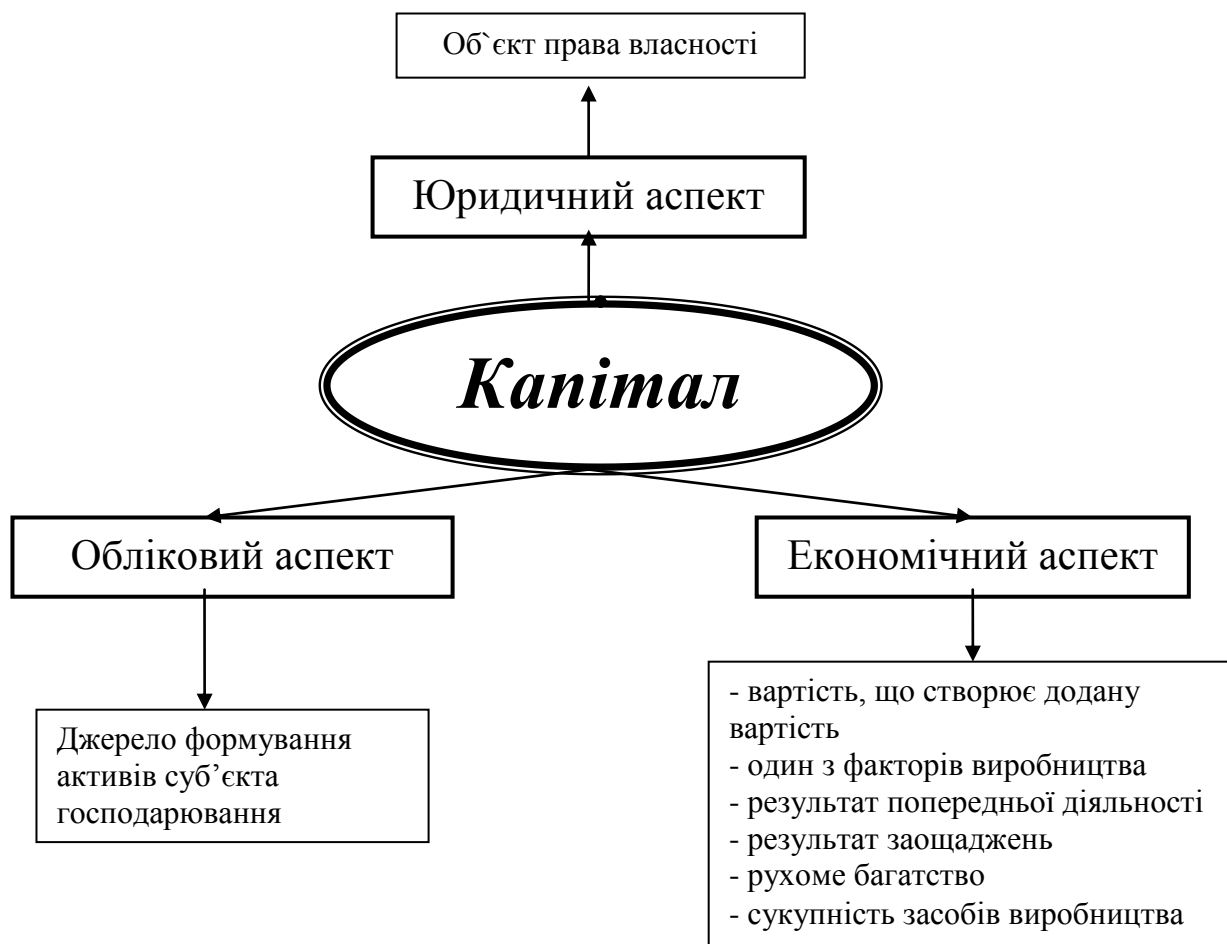 Об`єкт права власності
Юридичний аспект
Капітал
Обліковий аспект
Економічний аспект
Джерело формування
активів суб’єкта
господарювання
- вартість, що створює додану
вартість
- один з факторів виробництва
- результат попередньої діяльності
- результат заощаджень
- рухоме багатство
- сукупність засобів виробництва